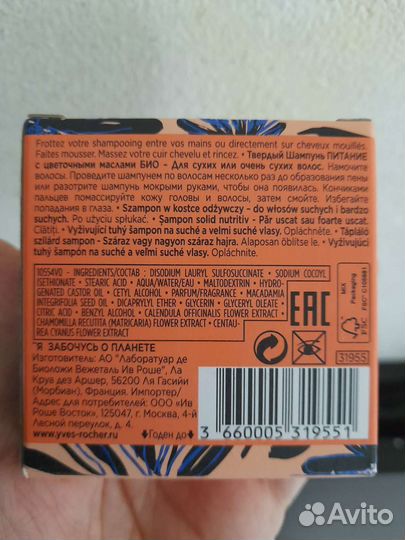 Frottez votre shampooing entre vos mains ou directement sur cheveux mouillés.
Faites mousser. Massez votre cuir chevelu et rincez. • Твердый Шампунь ПИТАНИЕ
с цветочными маслами БИО - Для сухих или очень сухих волос. Намочите
волосы. Проведите шампунем по волосам несколько раз до образования пены
или разотрите шампунь мокрыми руками, чтобы она появилась. Кончиками
пальцев помассируйте кожу головы и волосы, затем смойте. Избегайте
попадания в глаза. • Szampon w kostce odżywczy - do włosów suchych i bardzo
suchych. Po użyciu spłukać. • Şampon solid nutritiv - Păr uscat sau foarte uscat.
Clătiti. • Vyživující tuhý šampon na suché a velmi suché vlasy. Opláchněte. • Tápláló
szilárd sampon - Száraz vagy nagyon száraz hajra. Alaposan öblítse le. • Vyživujúci
tuhý šampón na suché a veľmi suché vlasy. Opláchnite.
10554V0 - INGREDIENTS/СОСТАВ : DISODIUM LAURYL SULFOSUCCINATE • SODIUM COCOYL
ISETHIONATE • STEARIC ACID • AQUA/WATER/EAU • MALTODEXTRIN • HYDRO-
GENATED CASTOR OIL • CETYL ALCOHOL • PARFUM/FRAGRANCE • MACADAMIA
INTEGRIFOLIA SEED OIL • DICAPRYLYL ETHER • GLYCERIN • GLYCERYL OLEATE •
CITRIC ACID • BENZYL ALCOHOL • CALENDULA OFFICINALIS FLOWER EXTRACT •
CHAMOMILLA RECUTITA (MATRICARIA) FLOWER EXTRACT • CENTAU-
REA CYANUS FLOWER EXTRACT
EAC
MIX
Packaging
FSC
"Я ЗАБОЧУСЬ О ПЛАНЕТЕ
31955
Изготовитель: АО "Лаборатуар де
Биоложи Вежеталь Ив Роше", Ла
Круа дез Аршер, 56200 Ля Гасийи
(Морбиан), Франция. Импортер/
Адрес для потребителей: ООО «Ив
Роше Восток», 125047, г. Москва, 4-й
Лесной переулок, д. 4.
www.yves-rocher.com Годен до
3 660005 319551
Avito